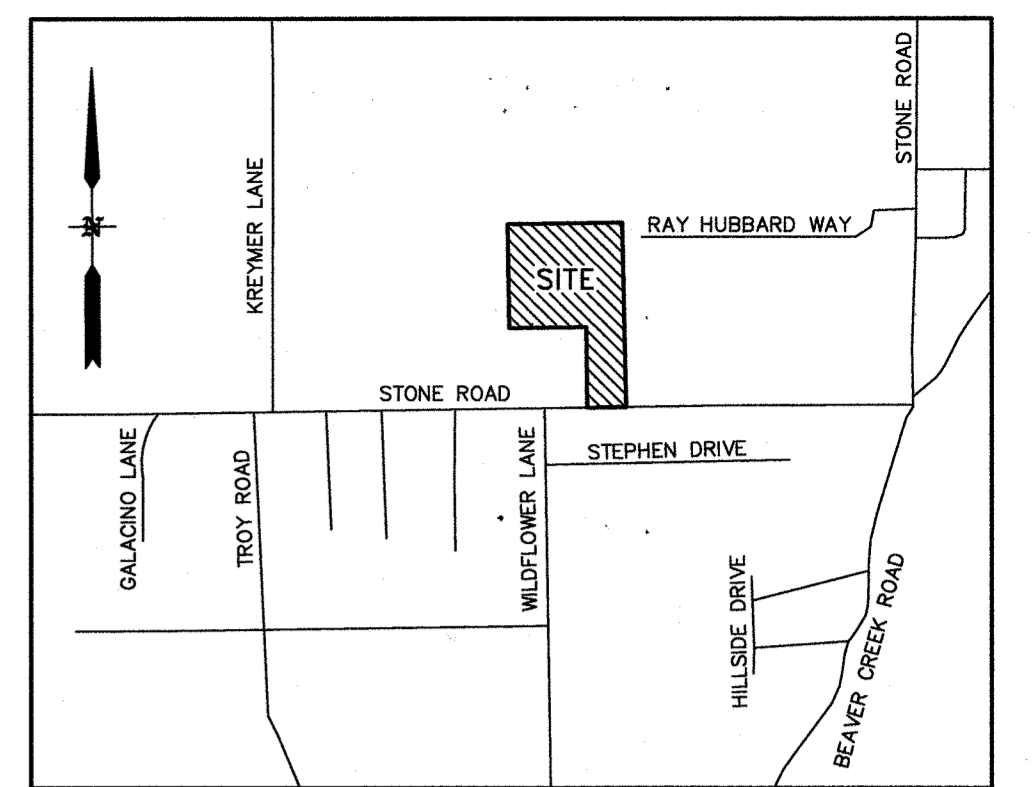 STONE ROAD
KREYMER LANE
N
RAY HUBBARD WAY
SITE
STONE ROAD
GALACINO LANE
TROY ROAD
WILDFLOWER LANE
STEPHEN DRIVE
HILLSIDE DRIVE
BEAVER CREEK ROAD